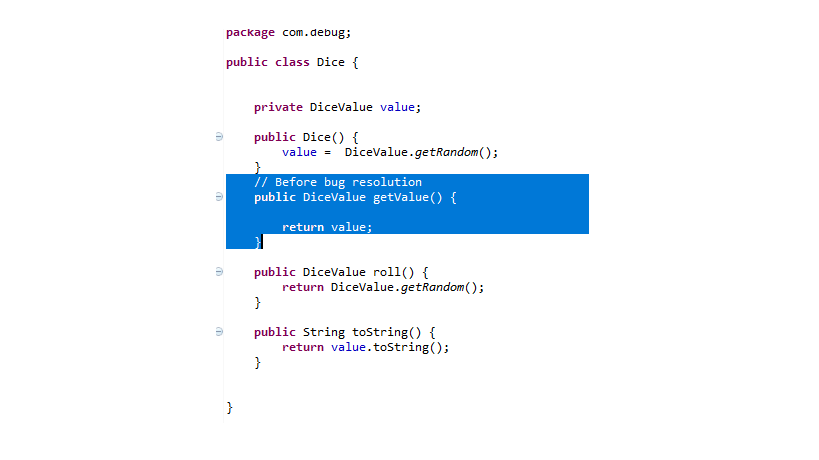 package com.debug;
public class Dice {
private DiceValue value;
public Dice() {
value =  DiceValue.getRandom();
}
// Before bug resolution
public DiceValue getValue() {
return value;
}
public DiceValue roll() {
return DiceValue.getRandom();
}
public String toString() {
return value.toString();
}
}